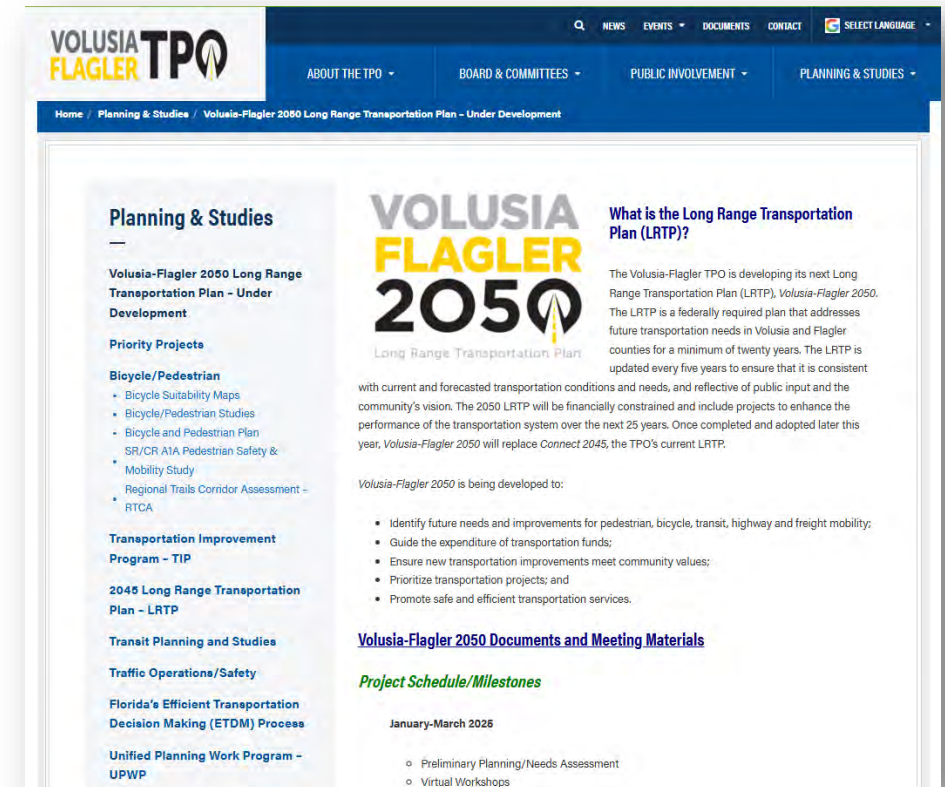 VOLUSIA
FLAGLER
TPO
NEWS EVENTS DOCUMENTS CONTACT SELECT LANGUAGE
ABOUT THE TPO BOARD & COMMITTEES PUBLIC INVOLVEMENT PLANNING & STUDIES
Home / Planning & Studies / Volusia-Flagler 2050 Long Range Transportation Plan – Under Development
Planning & Studies
Volusia-Flagler 2050 Long Range
Transportation Plan – Under
Development
Priority Projects
Bicycle/Pedestrian
• Bicycle Suitability Maps
• Bicycle/Pedestrian Studies
• Bicycle and Pedestrian Plan
• SR/CR A1A Pedestrian Safety &
Mobility Study
• Regional Trails Corridor Assessment –
RTCA
Transportation Improvement
Program – TIP
2045 Long Range Transportation
Plan – LRTP
Transit Planning and Studies
Traffic Operations/Safety
Florida's Efficient Transportation
Decision Making (ETDM) Process
Unified Planning Work Program –
UPWP
VOLUSIA
FLAGLER
2050
Long Range Transportation Plan
What is the Long Range Transportation
Plan (LRTP)?
The Volusia-Flagler TPO is developing its next Long
Range Transportation Plan (LRTP), Volusia-Flagler 2050.
The LRTP is a federally required plan that addresses
future transportation needs in Volusia and Flagler
counties for a minimum of twenty years. The LRTP is
updated every five years to ensure that it is consistent
with current and forecasted transportation conditions and needs, and reflective of public input and the
community's vision. The 2050 LRTP will be financially constrained and include projects to enhance the
performance of the transportation system over the next 25 years. Once completed and adopted later this
year, Volusia-Flagler 2050 will replace Connect 2045, the TPO's current LRTP.
Volusia-Flagler 2050 is being developed to:
• Identify future needs and improvements for pedestrian, bicycle, transit, highway and freight mobility;
• Guide the expenditure of transportation funds;
• Ensure new transportation improvements meet community values;
• Prioritize transportation projects; and
• Promote safe and efficient transportation services.
Volusia-Flagler 2050 Documents and Meeting Materials
Project Schedule/Milestones
January-March 2025
○ Preliminary Planning/Needs Assessment
○ Virtual Workshops